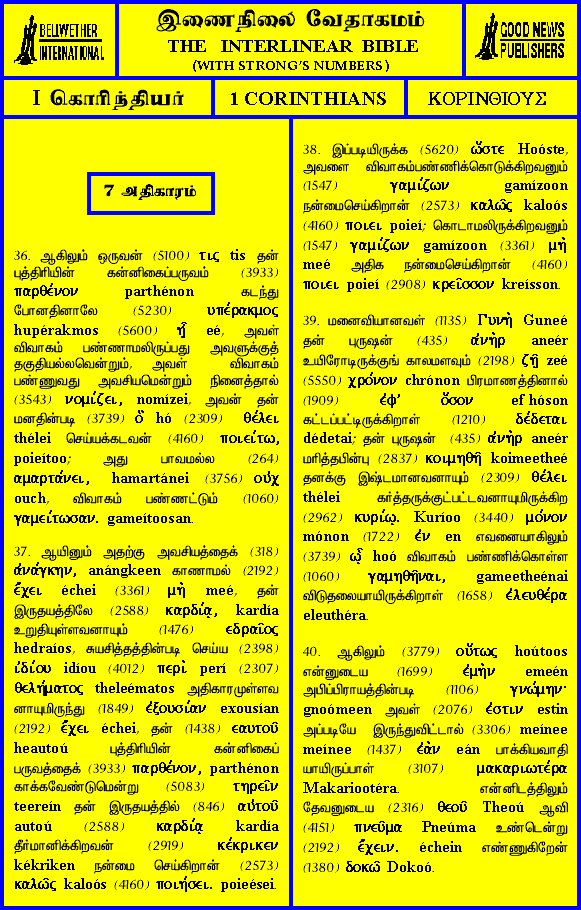 BELLWETHER
INTERNATIONAL
இணைநிலை வேதாகமம்
THE INTERLINEAR BIBLE
(WITH STRONG'S NUMBERS)
GOOD NEWS
PUBLISHERS
I கொரிந்தியர்
1 CORINTHIANS
ΚΟΡΙΝΘΙΟΥΣ
7 அதிகாரம்
36. ஆகிலும் ஒருவன் (5100) τις tis தன்
புத்திரியின் கன்னிகைப்பருவம் (3933)
παρθένον parthénon கடந்து
போனதினாலே (5230) υπέρακμος
hupérakmos (5600) ᾖ eé, அவள்
விவாகம் பண்ணாமலிருப்பது அவளுக்குத்
தகுதியல்லவென்றும், அவள் விவாகம்
பண்ணுவது அவசியமென்றும் நினைத்தால்
(3543) νομίζει, nomízei, அவன் தன்
மனதின்படி (3739) ὃ hó (2309) θέλει
thélei செய்யக்கடவன் (4160) ποιείτω,
poieítoo; அது பாவமல்ல (264)
αμαρτάνει, hamartánei (3756) οὐχ
ouch, விவாகம் பண்ணட்டும் (1060)
γαμείτωσαν. gameítoosan.
37. ஆயினும் அதற்கு அவசியத்தைக் (318)
ἀνάγκην, anángkeen காணாமல் (2192)
ἔχει échei (3361) μὴ meé, தன்
இருதயத்திலே (2588) καρδίᾳ, kardía
உறுதியுள்ளவனாயும் (1476) εδραῖος
hedraíos, சுயசித்தத்தின்படி செய்ய (2398)
ἰδίου idíou (4012) περὶ perí (2307)
θελήματος theleématos அதிகாரமுள்ளவ
னாயுமிருந்து (1849) ἐξουσίαν exousían
(2192) ἔχει échei, தன் (1438) εαυτοῦ
heautoú புத்திரியின் கன்னிகைப்
பருவத்தைக் (3933) παρθένον, parthénon
காக்கவேண்டுமென்று (5083) τηρεῖν
teereín தன் இருதயத்தில் (846) αὐτοῦ
autoú (2588) καρδίᾳ kardía
தீர்மானிக்கிறவன் (2919) κέκρικεν
kékriken நன்மை செய்கிறான் (2573)
καλῶς kaloós (4160) ποιήσει. poieései.
38. இப்படியிருக்க (5620) ὥστε Hoóste,
அவளை விவாகம்பண்ணிக்கொடுக்கிறவனும்
(1547) γαμίζων gamízoon
நன்மைசெய்கிறான் (2573) καλῶς kaloós
(4160) ποιει poieí; கொடாமலிருக்கிறவனும்
(1547) γαμίζων gamízoon (3361) μὴ
meé அதிக நன்மைசெய்கிறான் (4160)
ποιει poieí (2908) κρεῖσσον kreísson.
39. மனைவியானவள் (1135) Γυνὴ Guneé
தன் புருஷன் (435) ἀνὴρ aneér
உயிரோடிருக்குங் காலமளவும் (2198) ζῇ zeé
(5550) χρόνον chrónon பிரமாணத்தினால்
(1909) ἐφ' ὅσον ef hóson
கட்டப்பட்டிருக்கிறாள் (1210) δέδεται
dédetai; தன் புருஷன் (435) ἀνὴρ aneér
மரித்தபின்பு (2837) κοιμηθῇ koimeetheé
தனக்கு இஷ்டமானவனாயும் (2309) θέλει
thélei கர்த்தருக்குட்பட்டவனாயுமிருக்கிற
(2962) κυρίῳ. Kuríoo (3440) μόνον
mónon (1722) ἐν en எவனையாகிலும்
(3739) ᾧ hoó விவாகம் பண்ணிக்கொள்ள
(1060) γαμηθῆναι, gameetheénai
விடுதலையாயிருக்கிறாள் (1658) ἐλευθέρα
eleuthéra.
40. ஆகிலும் (3779) οὕτως hoútoos
என்னுடைய (1699) ἐμὴν emeén
அபிப்பிராயத்தின்படி (1106) γνώμην·
gnoómeen அவள் (2076) ἐστιν estin
அப்படியே இருந்துவிட்டால் (3306) meínee
meínee (1437) ἐὰν eán பாக்கியவாதி
யாயிருப்பாள் (3107) μακαριωτέρα
Makariootéra. என்னிடத்திலும்
தேவனுடைய (2316) θεοῦ Theoú ஆவி
(4151) πνεῦμα Pneúma உண்டென்று
(2192) ἔχειν. échein எண்ணுகிறேன்
(1380) δοκῶ Dokoó.